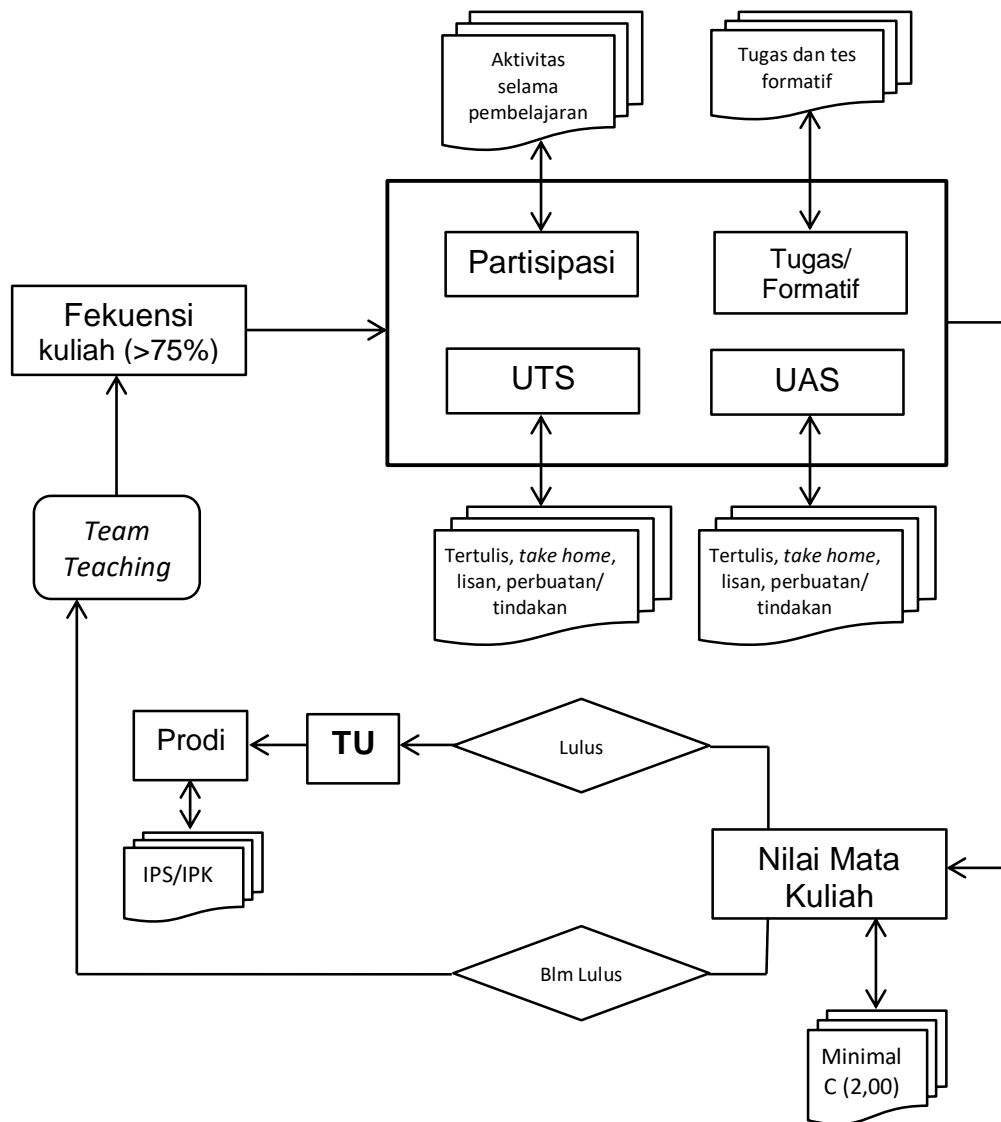 Aktivitas
selama
pembelajaran
Tugas dan tes
formatif
Partisipasi
Tugas/
Formatif
Fekuensi
kuliah (>75%)
UTS
UAS
Team
Teaching
Tertulis, take home,
lisan, perbuatan/
tindakan
Tertulis, take home,
lisan, perbuatan/
tindakan
Prodi
TU
Lulus
IPS/IPK
Nilai Mata
Kuliah
Blm Lulus
Minimal
C (2,00)